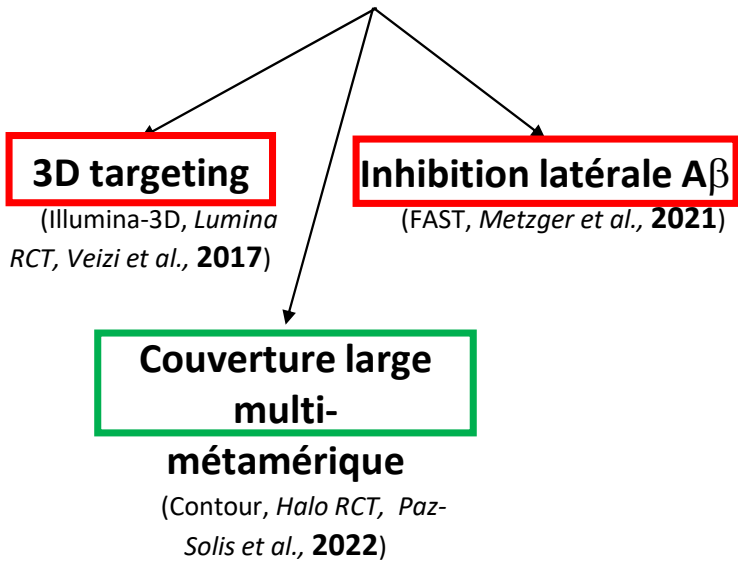 3D targeting
(Illumina-3D, Lumina
RCT, Veizi et al., 2017)
Inhibition latérale Aβ
(FAST, Metzger et al., 2021)
Couverture large
multi-
métamérique
(Contour, Halo RCT, Paz-
Solis et al., 2022)